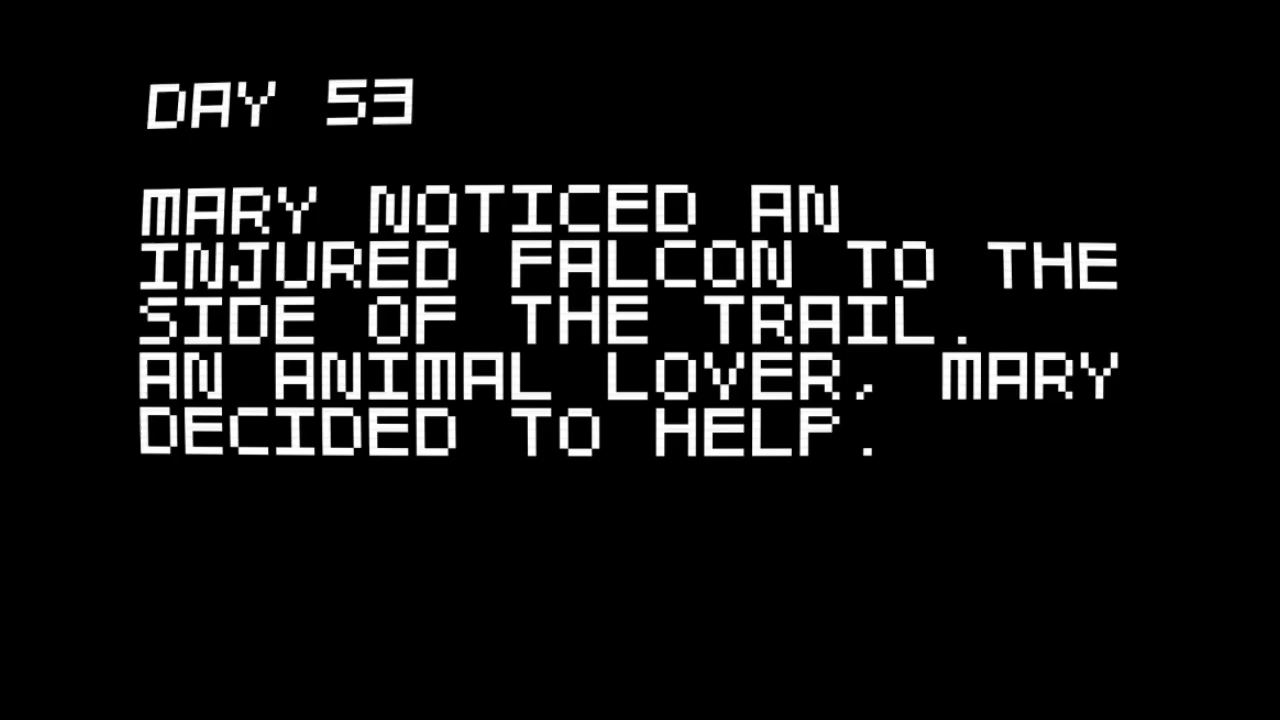 DAY 53
MARY NOTICED AN
INJURED FALCON TO THE
SIDE OF THE TRAIL.
AN ANIMAL LOVER, MARY
DECIDED TO HELP.